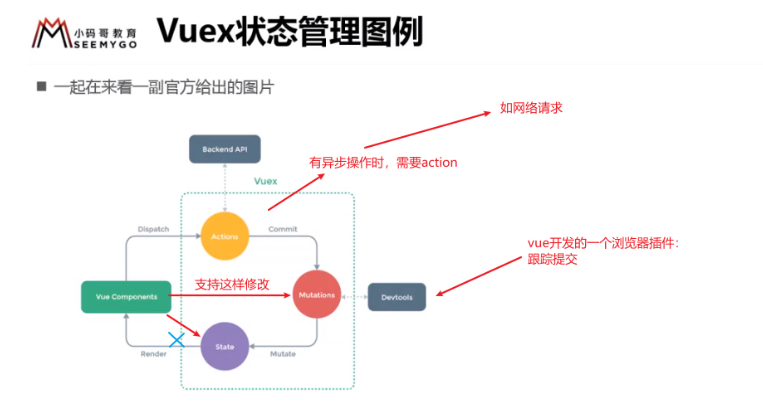 小码哥教育
SEEMYGO
Vuex状态管理图例
一起在来看一副官方给出的图片
如网络请求
Backend API
有异步操作时，需要action
Vuex
Dispatch
Actions
Commit
vue开发的一个浏览器插件：
跟踪提交
支持这样修改
Vue Components
Mutations
Devtools
State
Render
Mutate